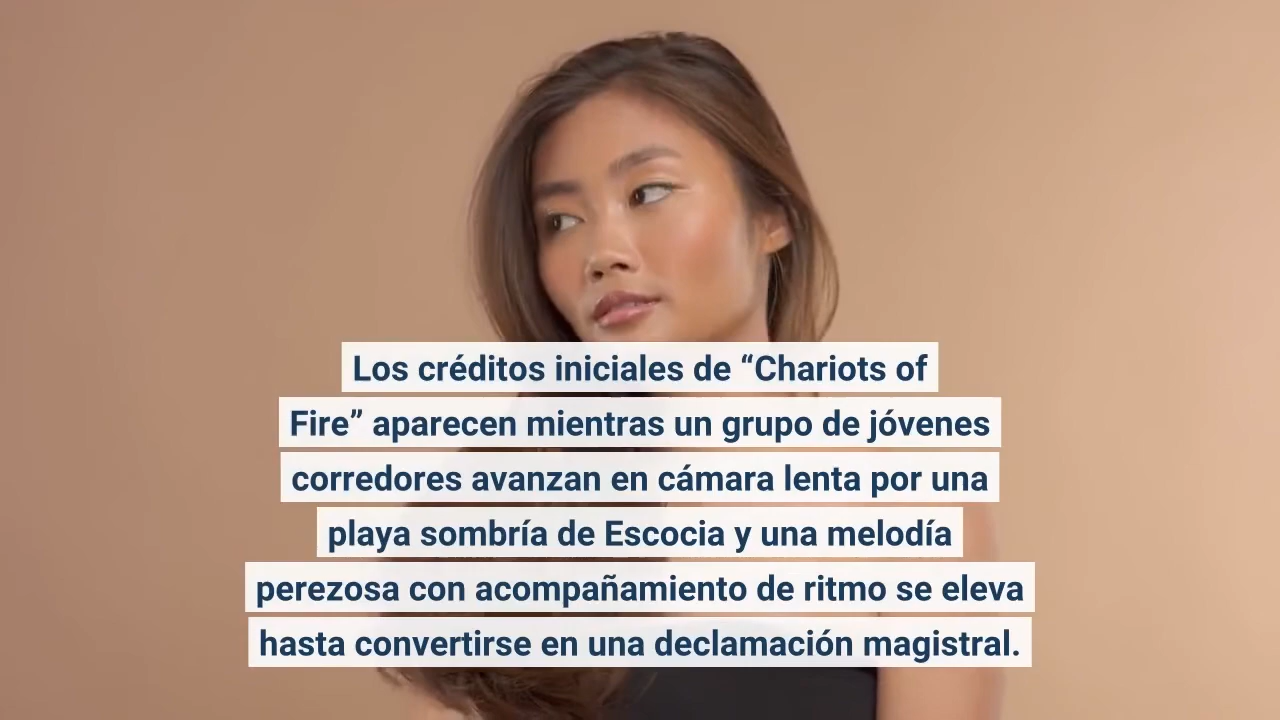 Los créditos iniciales de “Chariots of
Fire” aparecen mientras un grupo de jóvenes
corredores avanzan en cámara lenta por una
playa sombría de Escocia y una melodía
perezosa con acompañamiento de ritmo se eleva
hasta convertirse en una declamación magistral.